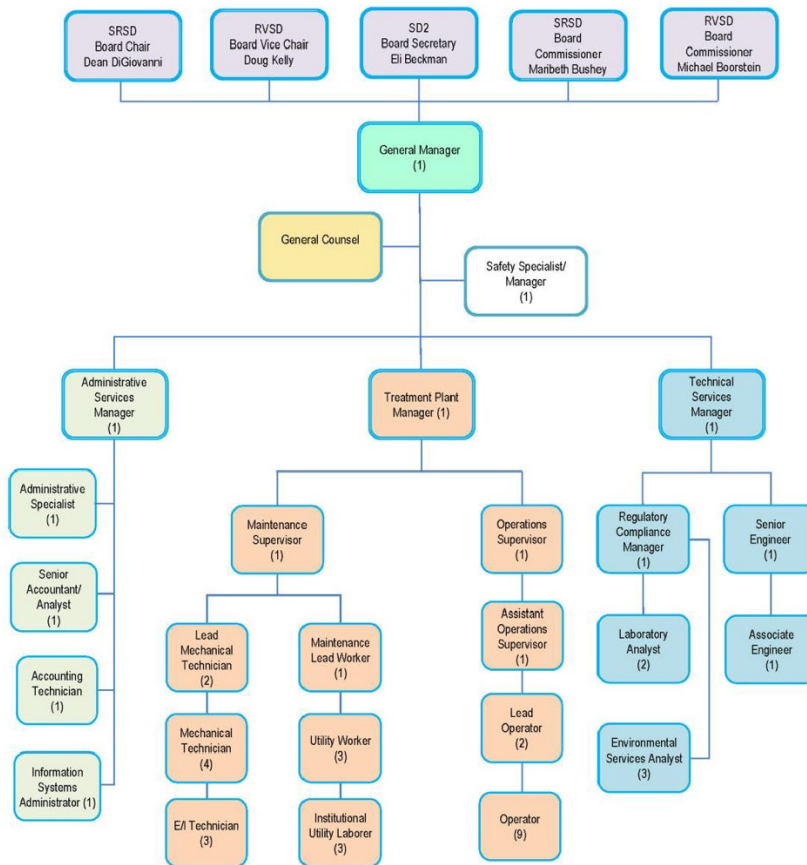 SRSD
Board Chair
Dean DiGiovanni
RVSD
Board Vice Chair
Doug Kelly
SD2
Board Secretary
Eli Beckman
SRSD
Board
Commissioner
Maribeth Bushey
RVSD
Board
Commissioner
Michael Boorstein
General Manager
(1)
General Counsel
Safety Specialist/
Manager
(1)
Administrative
Services
Manager
(1)
Treatment Plant
Manager (1)
Technical
Services
Manager
(1)
Administrative
Specialist
(1)
Senior
Accountant/
Analyst
(1)
Accounting
Technician
(1)
Information
Systems
Administrator (1)
Maintenance
Supervisor
(1)
Lead
Mechanical
Technician
(2)
Mechanical
Technician
(4)
E/I Technician
(3)
Maintenance
Lead Worker
(1)
Utility Worker
(3)
Institutional
Utility Laborer
(3)
Operations
Supervisor
(1)
Assistant
Operations
Supervisor
(1)
Lead
Operator
(2)
Operator
(9)
Regulatory
Compliance
Manager
(1)
Laboratory
Analyst
(2)
Environmental
Services Analyst
(3)
Senior
Engineer
(1)
Associate
Engineer
(1)